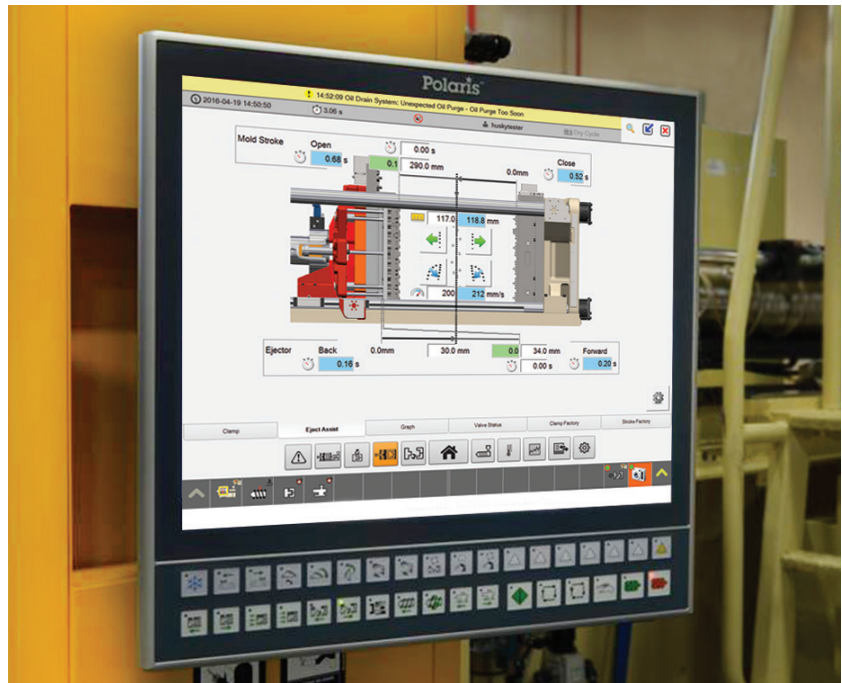 Polaris™
14:52:09 Oil Drain System: Unexpected Oil Purge - Oil Purge Too Soon
2016-04-19 14:50:50
3.06 s
huskytester
Dry Cycle
Mold Stroke
Open
0.68 s
0.00 s
0.1
290.0 mm
0.0mm
Close
0.52 s
117.0
118.8 mm
200
212 mm/s
Ejector
Back
0.16 s
0.0mm
30.0 mm
0.0
34.0 mm
0.00 s
Forward
0.20 s
Clamp
Eject Assist
Graph
Valve Status
Clamp Factory
Stroke Factory